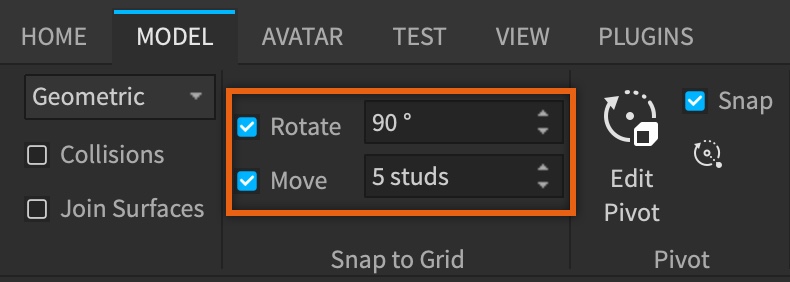 HOME MODEL AVATAR TEST VIEW PLUGINS
Geometric
Collisions
Join Surfaces
Rotate 90 °
Move 5 studs
Snap to Grid
Edit
Pivot
Snap
Pivot